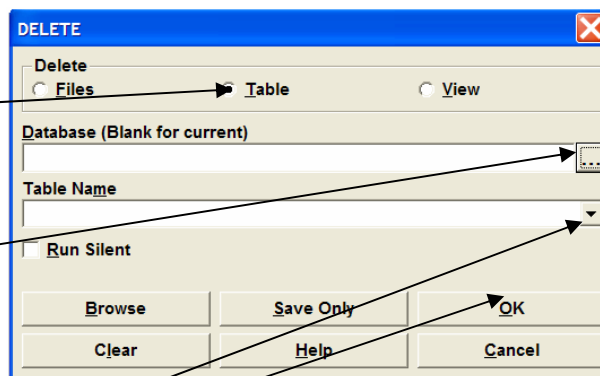 DELETE
Delete
Files Table View
Database (Blank for current)
...
Table Name
Run Silent
Browse Save Only OK
Clear Help Cancel